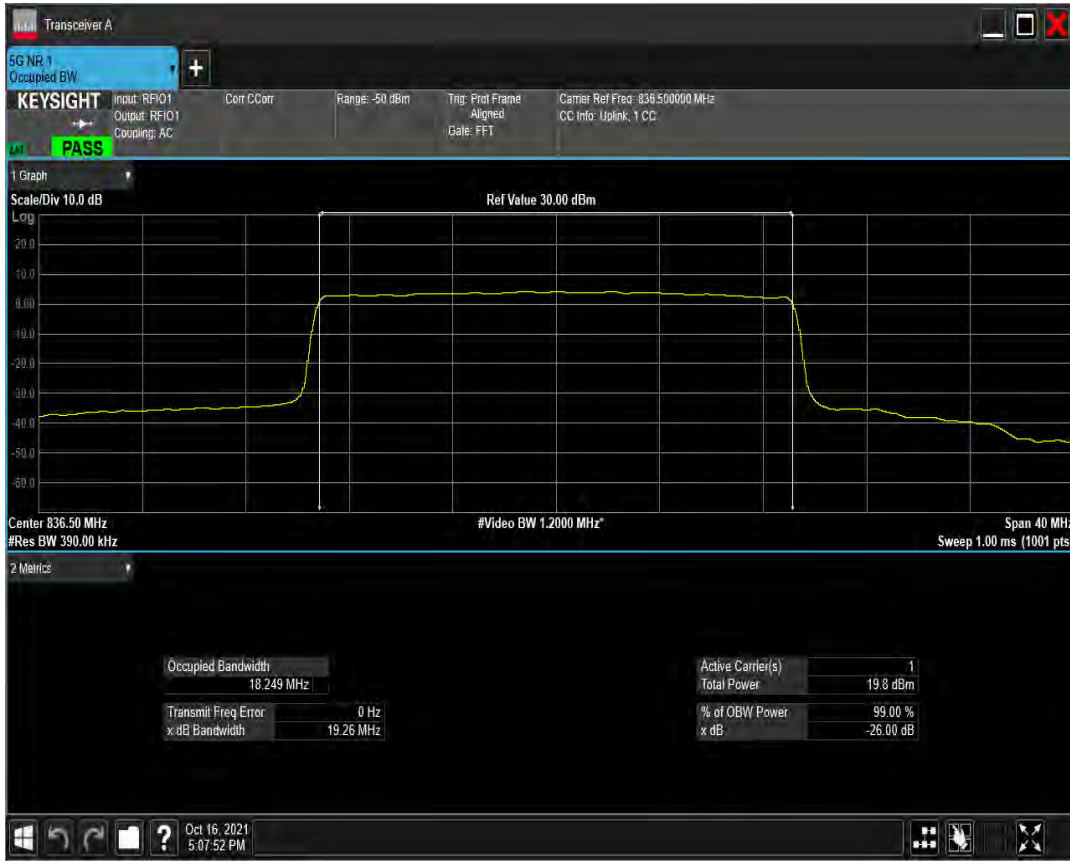 Transceiver A
5G NR 1
Occupied BW
+
KEYSIGHT
Input: RFIO1
Output: RFIO1
Coupling: AC
Corr CCorr
Range: -50 dBm
Trig: Prot Frame
Aligned
Gate: FFT
Carrier Ref Freq: 836.500000 MHz
CC Info: Uplink, 1 CC
PASS
1 Graph
Scale/Div 10.0 dB
Ref Value 30.00 dBm
Log
20.0
10.0
0.00
-10.0
-20.0
-30.0
-40.0
-50.0
-60.0
Center 836.50 MHz
#Video BW 1.2000 MHz*
Span 40 MHz
#Res BW 390.00 kHz
Sweep 1.00 ms (1001 pts
2 Metrics
Occupied Bandwidth
18.249 MHz
Transmit Freq Error 0 Hz
x dB Bandwidth 19.26 MHz
Active Carrier(s) 1
Total Power 19.8 dBm
% of OBW Power 99.00 %
x dB -26.00 dB
?
Oct 16, 2021
5:07:52 PM